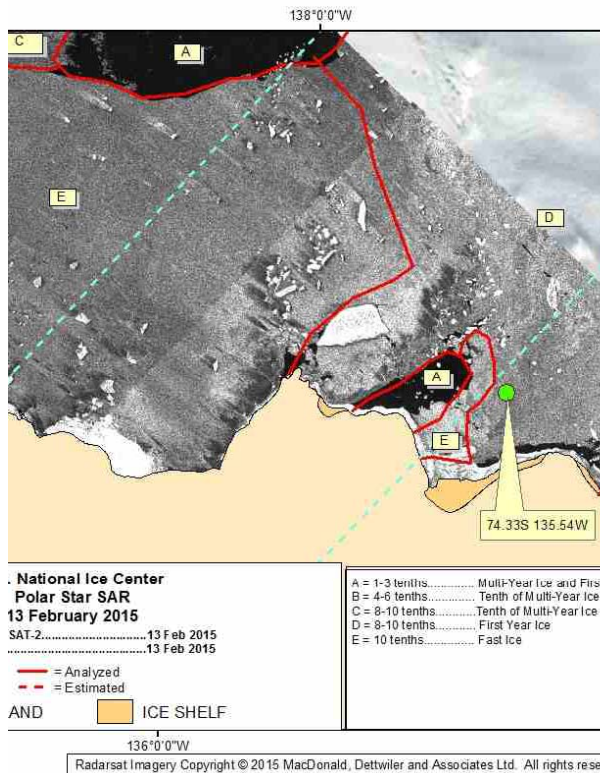 138°0'0"W
C
A
E
D
A
E
74.33S 135.54W
. National Ice Center
Polar Star SAR
13 February 2015
SAT-2..............................13 Feb 2015
..............................................13 Feb 2015
= Analyzed
= Estimated
AND ICE SHELF
A = 1-3 tenths............. Multi-Year Ice and Firs
B = 4-6 tenths..............Tenth of Multi-Year Ice
C = 8-10 tenths............Tenth of Multi-Year Ice
D = 8-10 tenths........... First Year Ice
E = 10 tenths.............. Fast Ice
136°0'0"W
Radarsat Imagery Copyright © 2015 MacDonald, Dettwiler and Associates Ltd. All rights rese